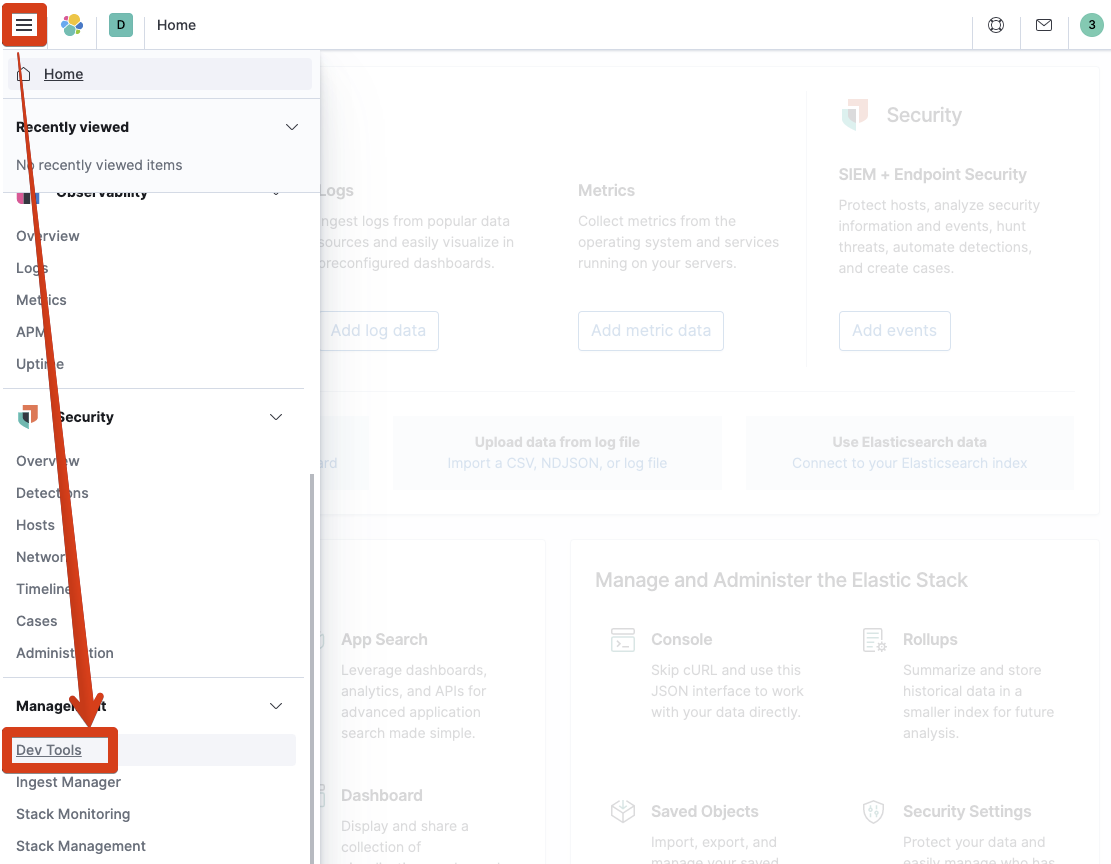 D
Home
3
Home
Recently viewed
No recently viewed items
Observability
Overview
Logs
Metrics
APM
Uptime
Security
Overview
Detections
Hosts
Network
Timelines
Cases
Administration
Management
Dev Tools
Ingest Manager
Stack Monitoring
Stack Management
Logs
ingest logs from popular data
sources and easily visualize in
preconfigured dashboards.
Add log data
Metrics
Collect metrics from the
operating system and services
running on your servers.
Add metric data
Security
SIEM + Endpoint Security
Protect hosts, analyze security
information and events, hunt
threats, automate detections,
and create cases.
Add events
Upload data from log file
Import a CSV, NDJSON, or log file
Use Elasticsearch data
Connect to your Elasticsearch index
App Search
Leverage dashboards,
analytics, and APIs for
advanced application
search made simple.
Dashboard
Display and share a
collection of
Manage and Administer the Elastic Stack
Console
Skip cURL and use this
JSON interface to work
with your data directly.
Rollups
Summarize and store
historical data in a
smaller index for future
analysis.
Saved Objects
Import, export, and
manage your saved
Security Settings
Protect your data and
easily manage who has